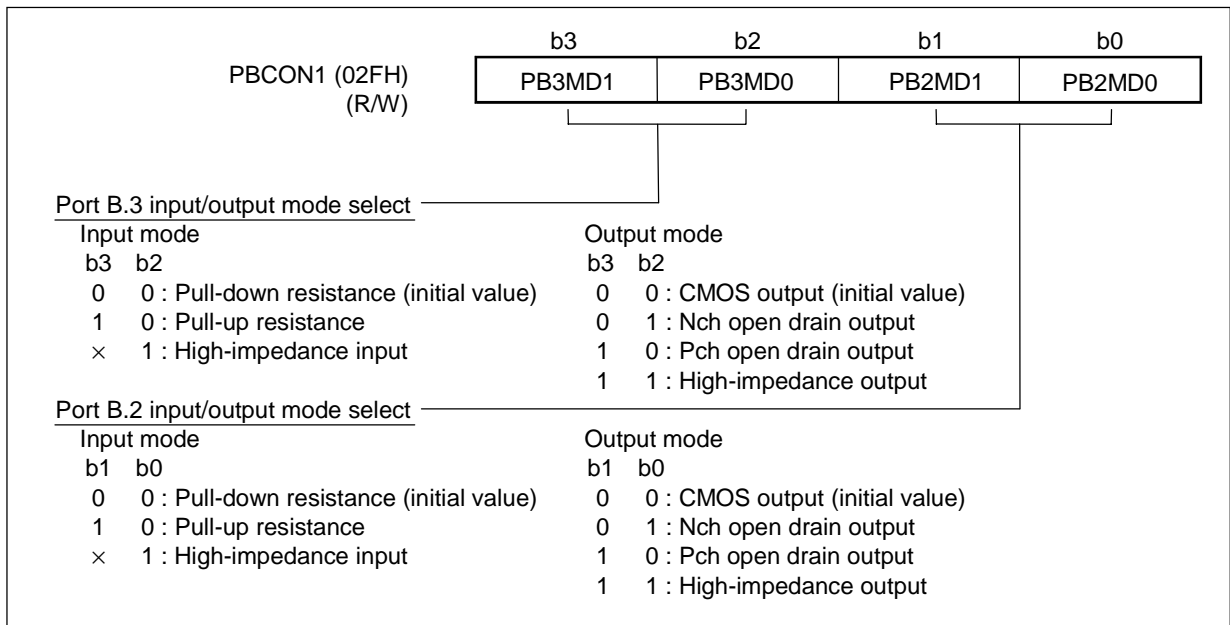 b3 b2 b1 b0
PBCON1 (02FH) PB3MD1 PB3MD0 PB2MD1 PB2MD0
(R/W)
Port B.3 input/output mode select
Input mode Output mode
b3 b2 b3 b2
0 0 : Pull-down resistance (initial value) 0 0 : CMOS output (initial value)
1 0 : Pull-up resistance 0 1 : Nch open drain output
× 1 : High-impedance input 1 0 : Pch open drain output
1 1 : High-impedance output
Port B.2 input/output mode select
Input mode Output mode
b1 b0 b1 b0
0 0 : Pull-down resistance (initial value) 0 0 : CMOS output (initial value)
1 0 : Pull-up resistance 0 1 : Nch open drain output
× 1 : High-impedance input 1 0 : Pch open drain output
1 1 : High-impedance output